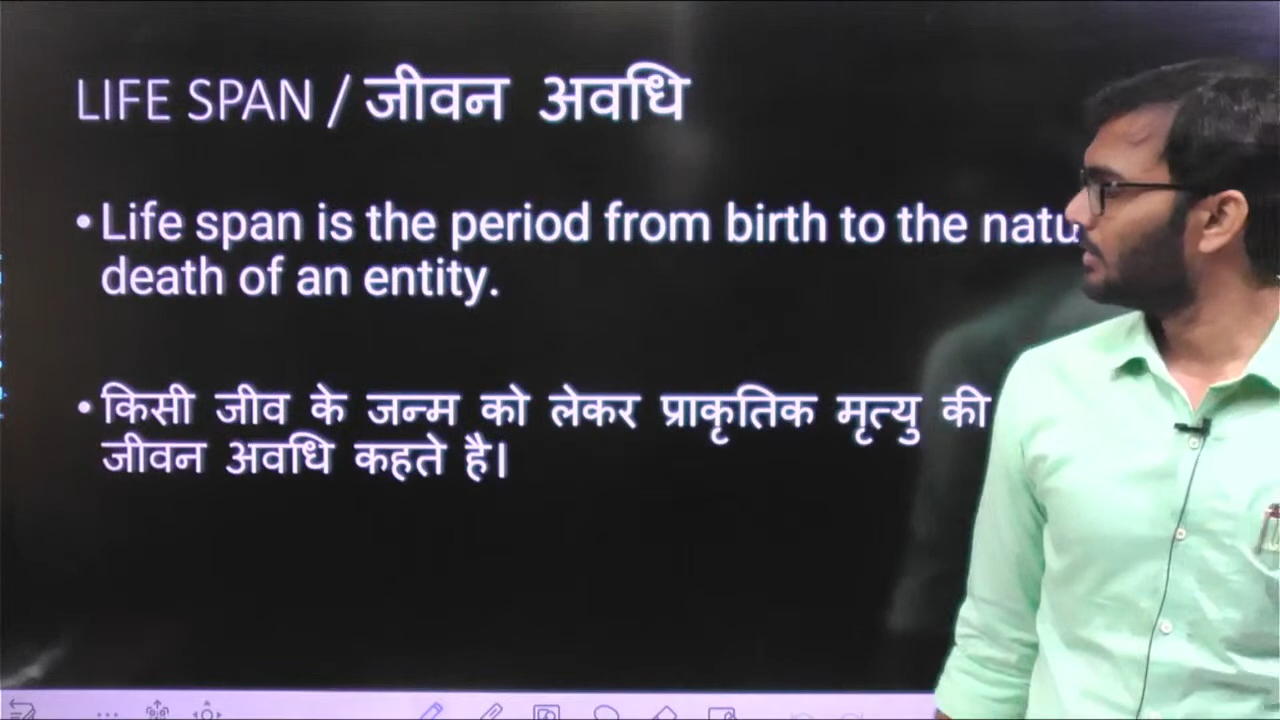 LIFE SPAN / जीवन अवधि
• Life span is the period from birth to the natu
death of an entity.
• किसी जीव के जन्म को लेकर प्राकृतिक मृत्यु की
जीवन अवधि कहते है।